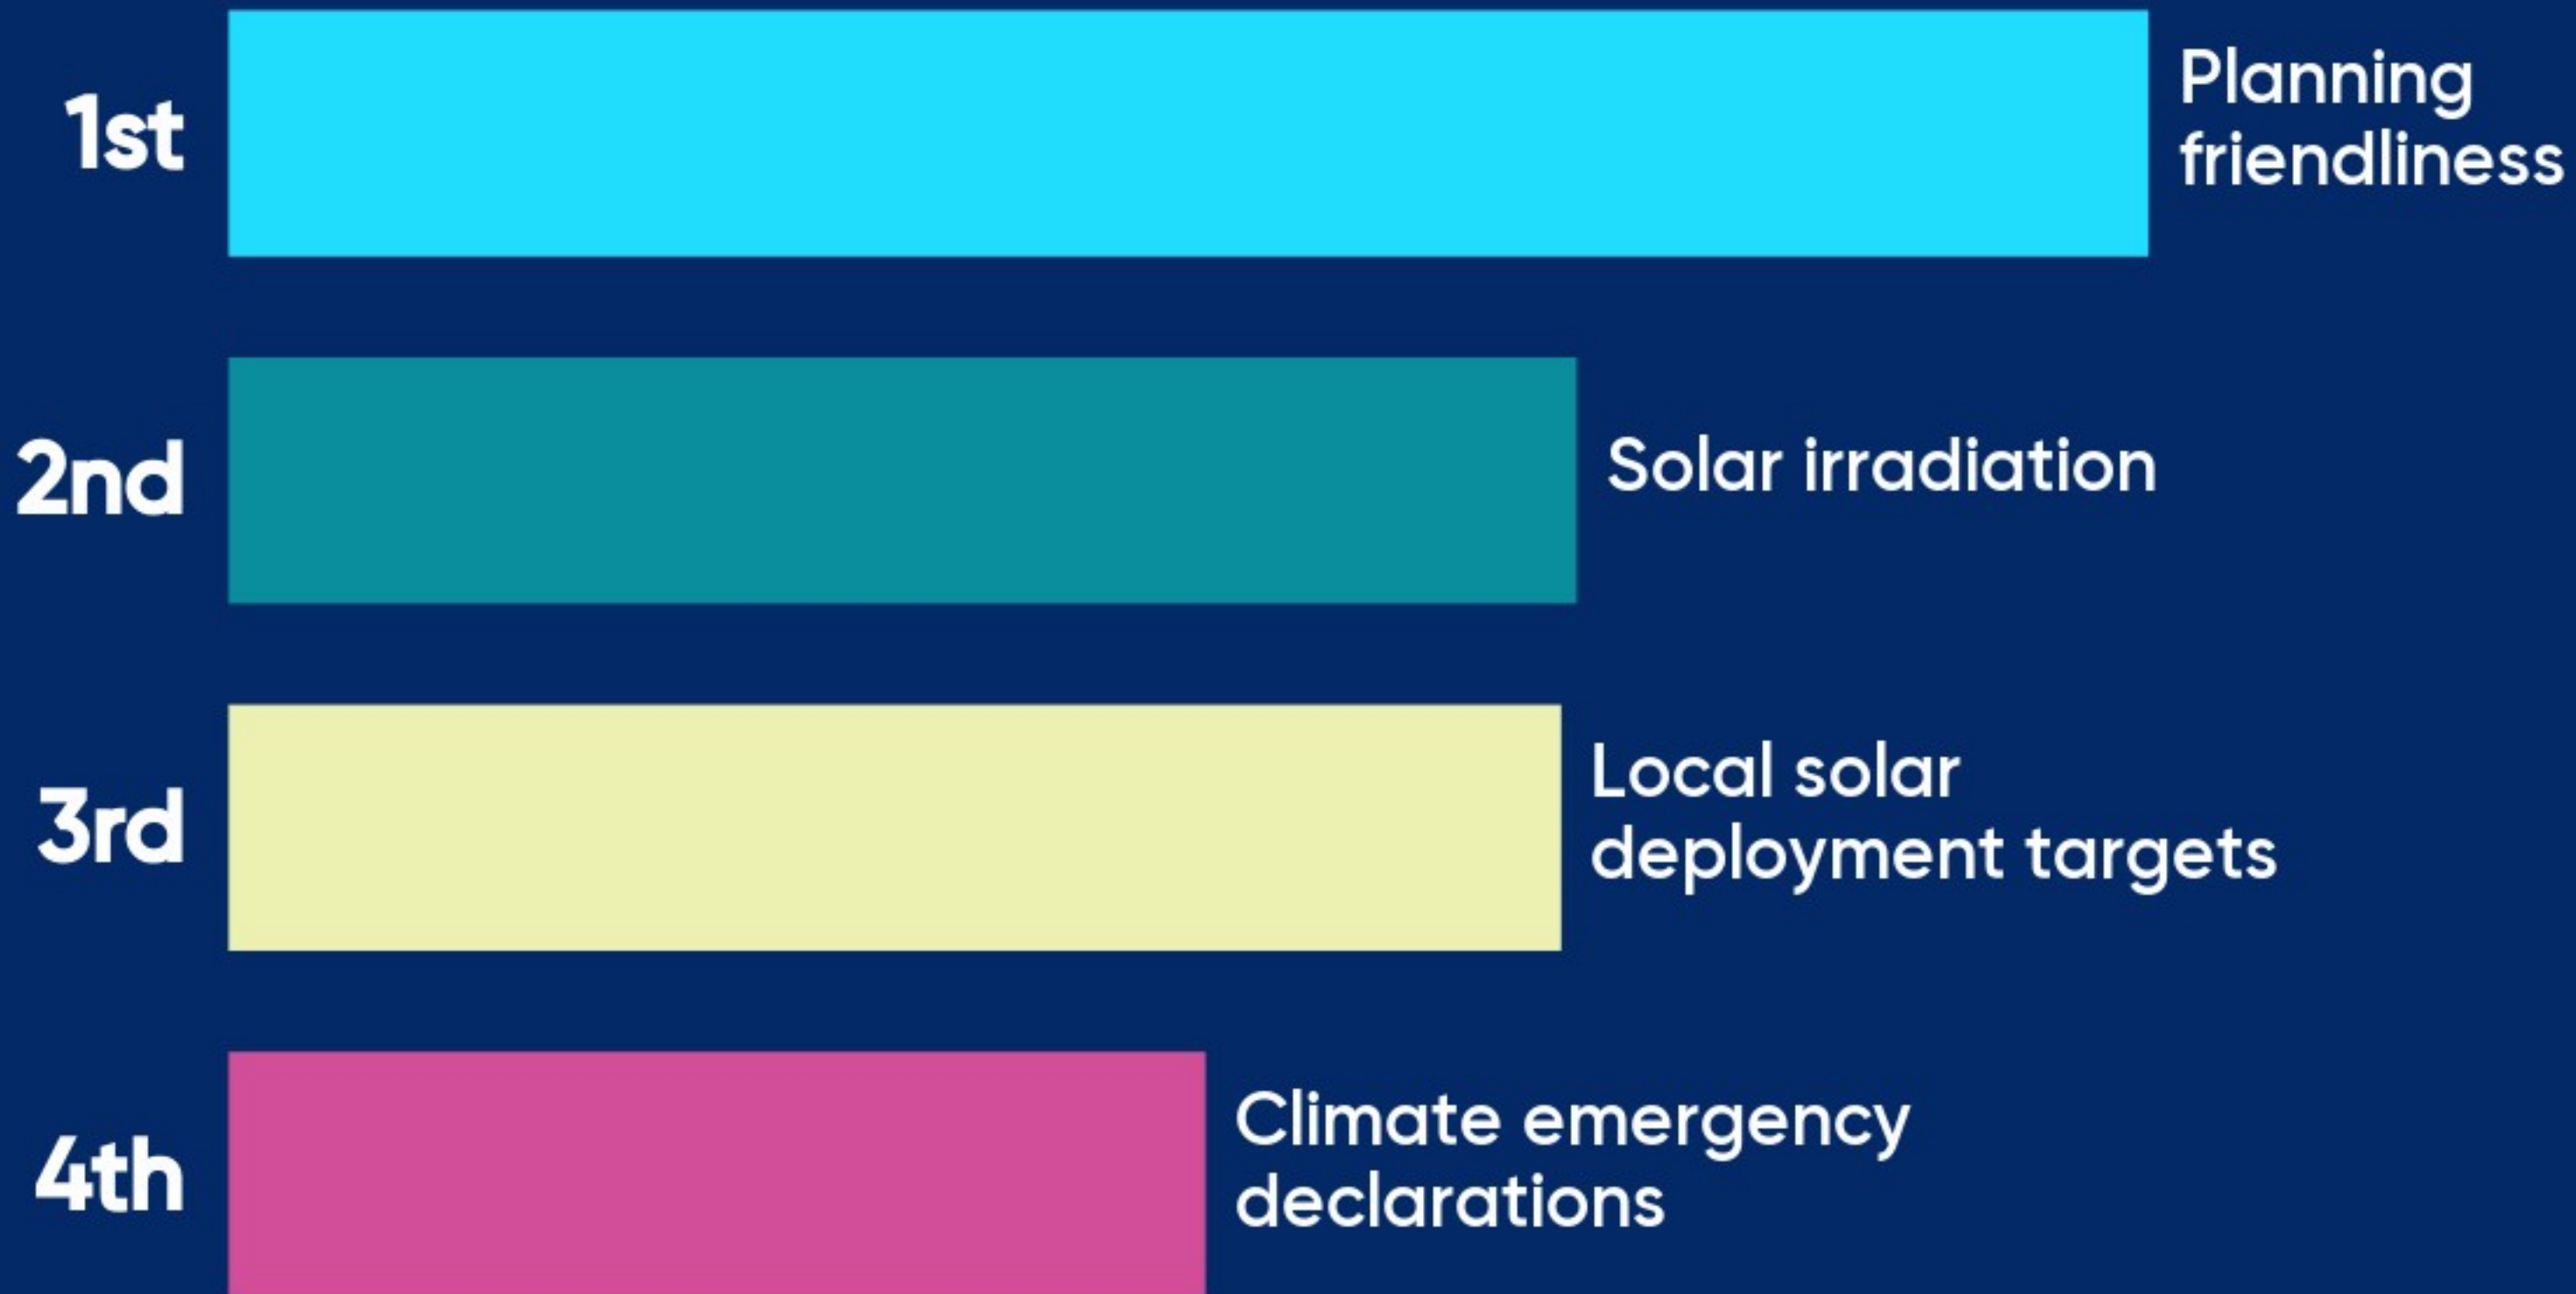 1st
Planning
friendliness
2nd
Solar irradiation
3rd
Local solar
deployment targets
4th
Climate emergency
declarations